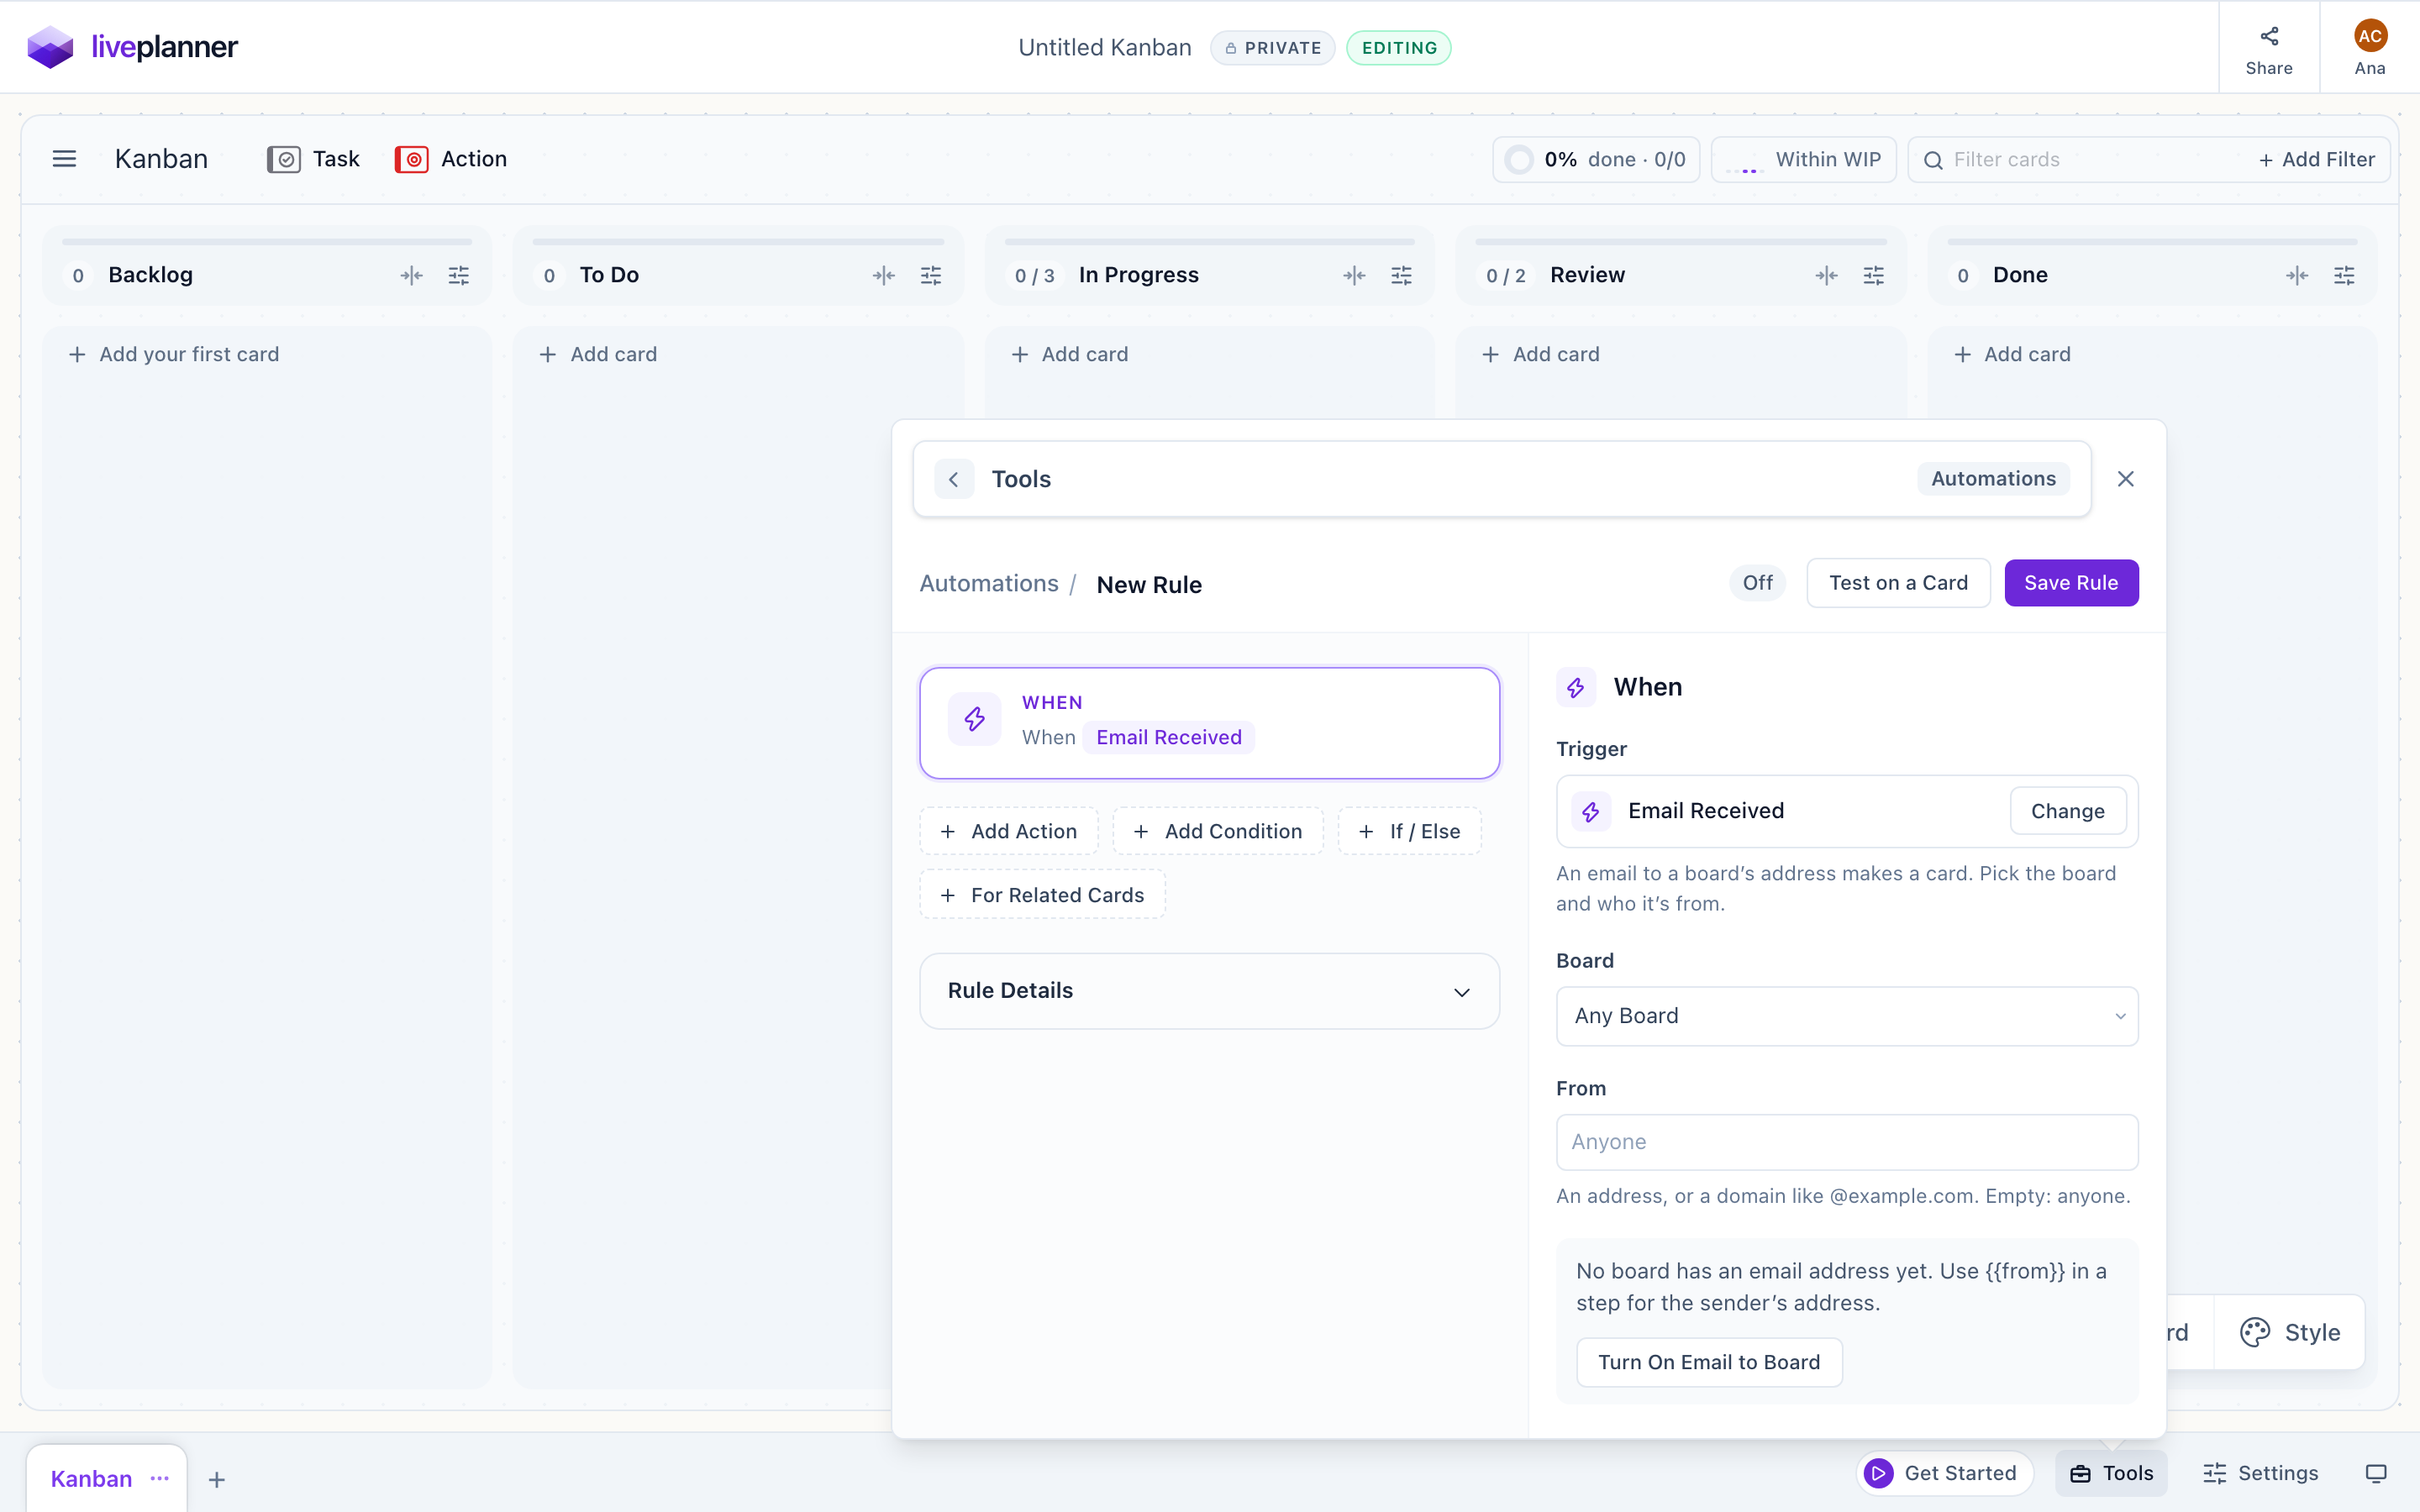 liveplanner
Untitled Kanban
PRIVATE
EDITING
Share
AC
Ana
Kanban
Task
Action
0% done · 0/0
Within WIP
Filter cards
+ Add Filter
0 Backlog
0 To Do
0 / 3 In Progress
0 / 2 Review
0 Done
+ Add your first card
+ Add card
+ Add card
+ Add card
+ Add card
Tools
Automations
Automations / New Rule
Off
Test on a Card
Save Rule
WHEN
When Email Received
+ Add Action
+ Add Condition
+ If / Else
+ For Related Cards
Rule Details
When
Trigger
Email Received
Change
An email to a board’s address makes a card. Pick the board
and who it’s from.
Board
Any Board
From
Anyone
An address, or a domain like @example.com. Empty: anyone.
No board has an email address yet. Use {{from}} in a
step for the sender’s address.
Turn On Email to Board
rd
Style
Kanban ···
+
Get Started
Tools
Settings